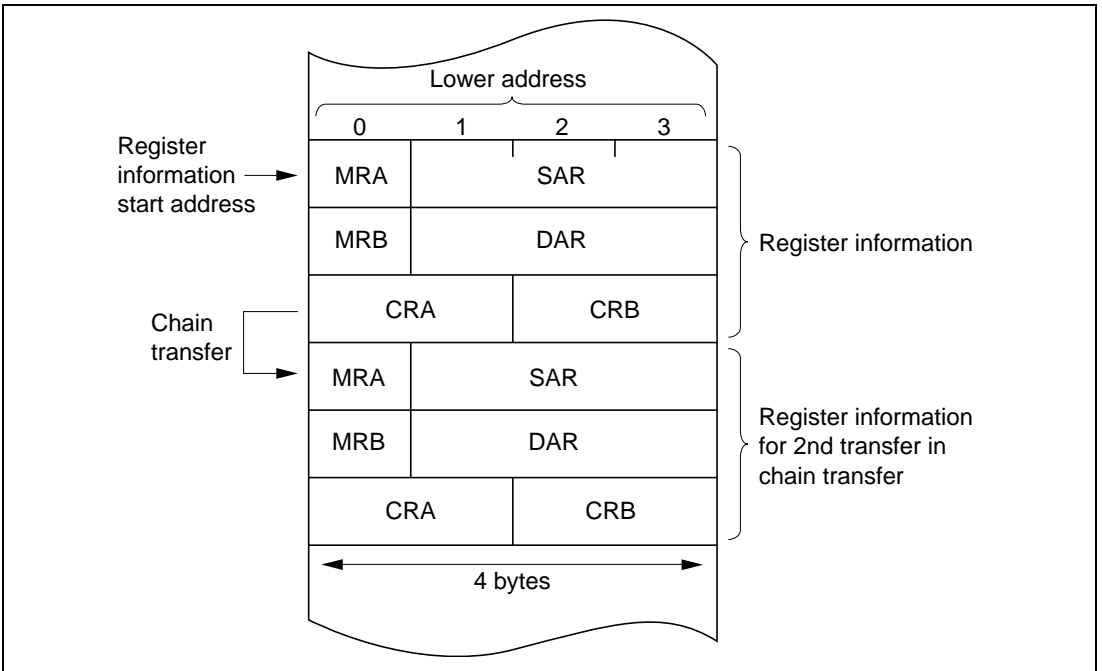 Lower address
0 1 2 3
Register
information
start address
MRA SAR
MRB DAR
Register information
CRA CRB
Chain
transfer
MRA SAR
MRB DAR
Register information
for 2nd transfer in
chain transfer
CRA CRB
4 bytes